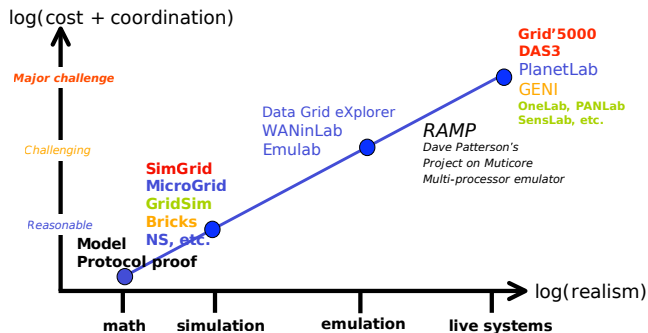 log(cost + coordination)
Major challenge
Challenging
Reasonable
Grid'5000
DAS3
PlanetLab
GENI
OneLab, PANLab
SensLab, etc.
Data Grid eXplorer
WANinLab
Emulab
RAMP
Dave Patterson's
Project on Muticore
Multi-processor emulator
SimGrid
MicroGrid
GridSim
Bricks
NS, etc.
Model
Protocol proof
log(realism)
math
simulation
emulation
live systems